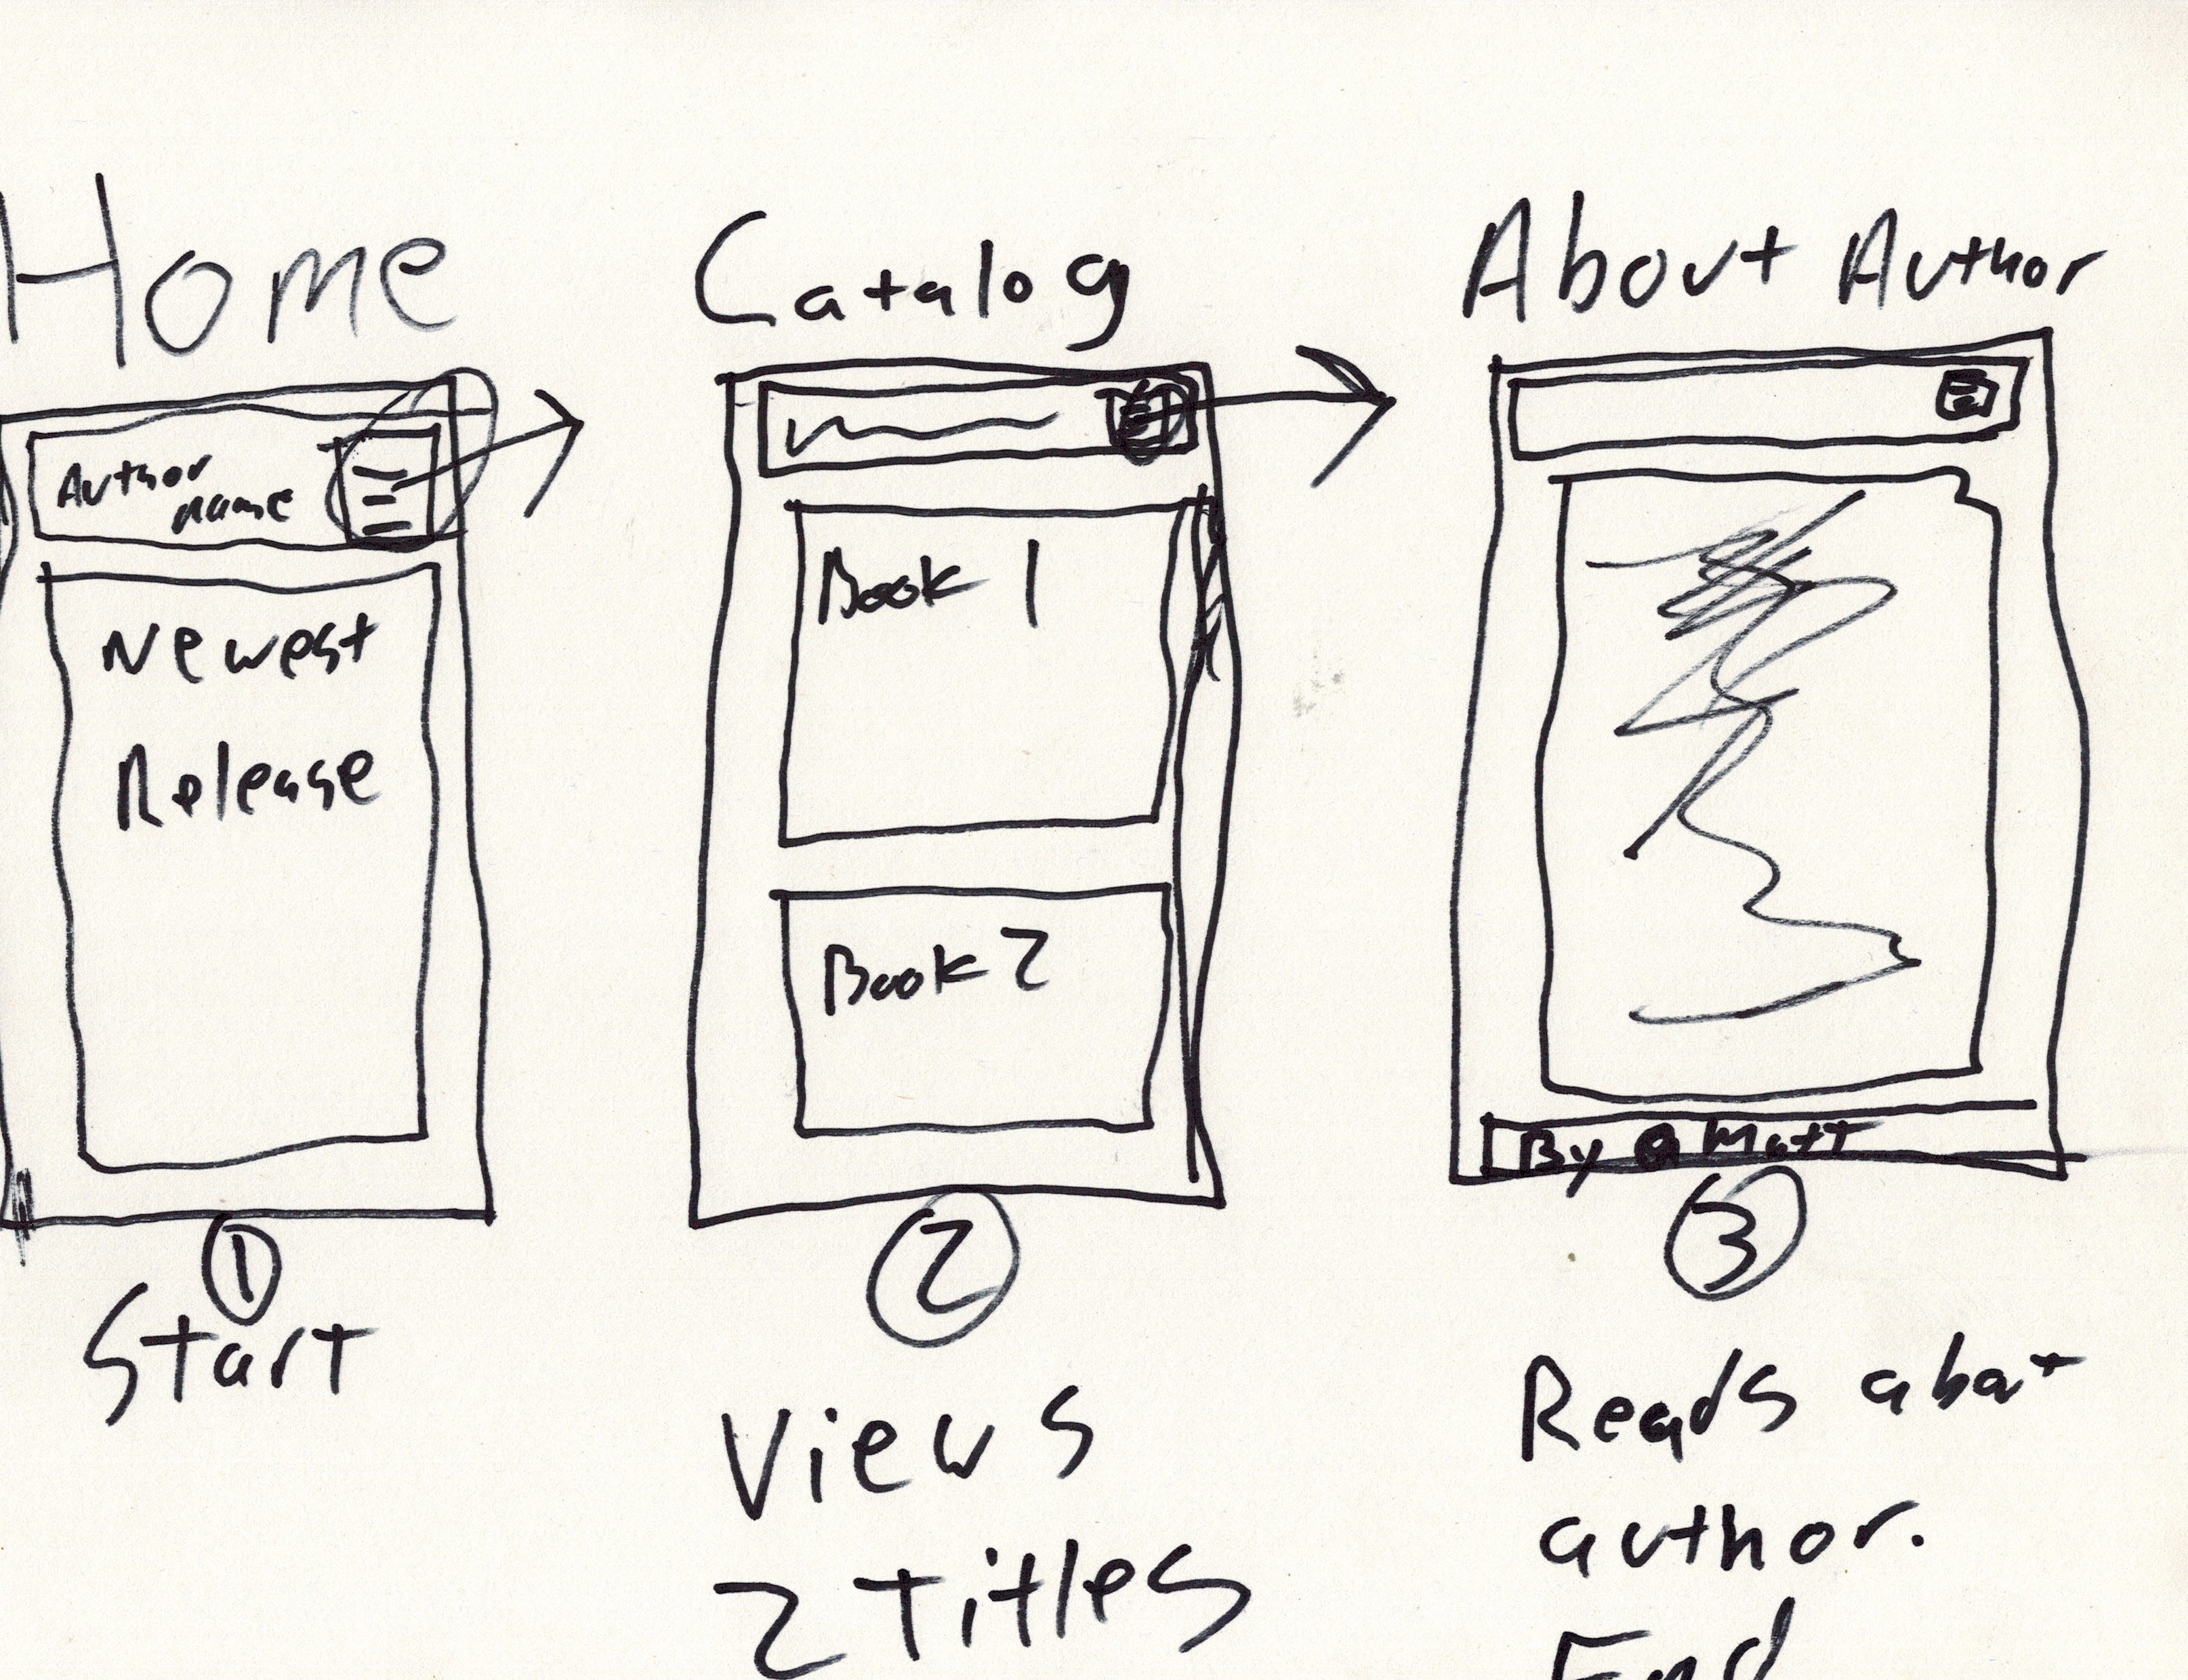 Home
Author
name
Newest
Release
1
Start
Catalog
Book 1
Book 2
2
Views
2 Titles
About Author
By @Matt
3
Reads about
author.
End